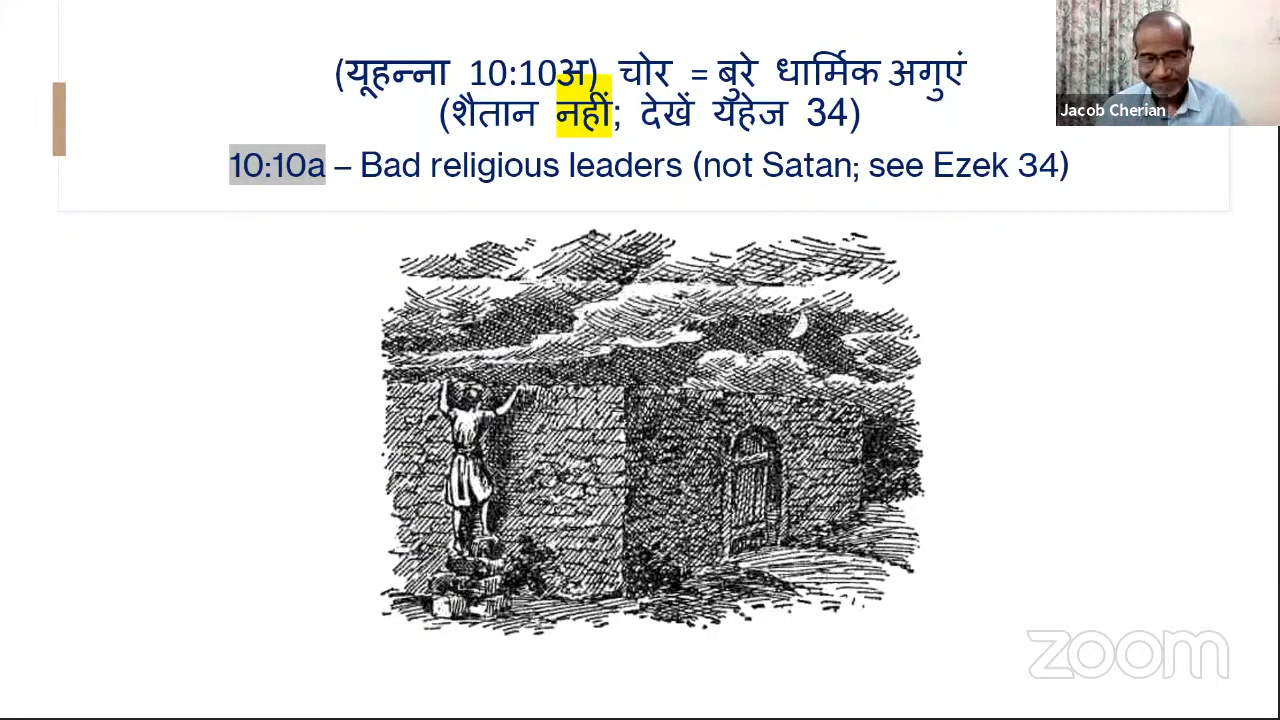 (यूहन्ना 10:10अ) चोर = बुरे धार्मिक अगुएं
(शैतान नहीं; देखें यहेज 34)
10:10a – Bad religious leaders (not Satan; see Ezek 34)
Jacob Cherian
zoom